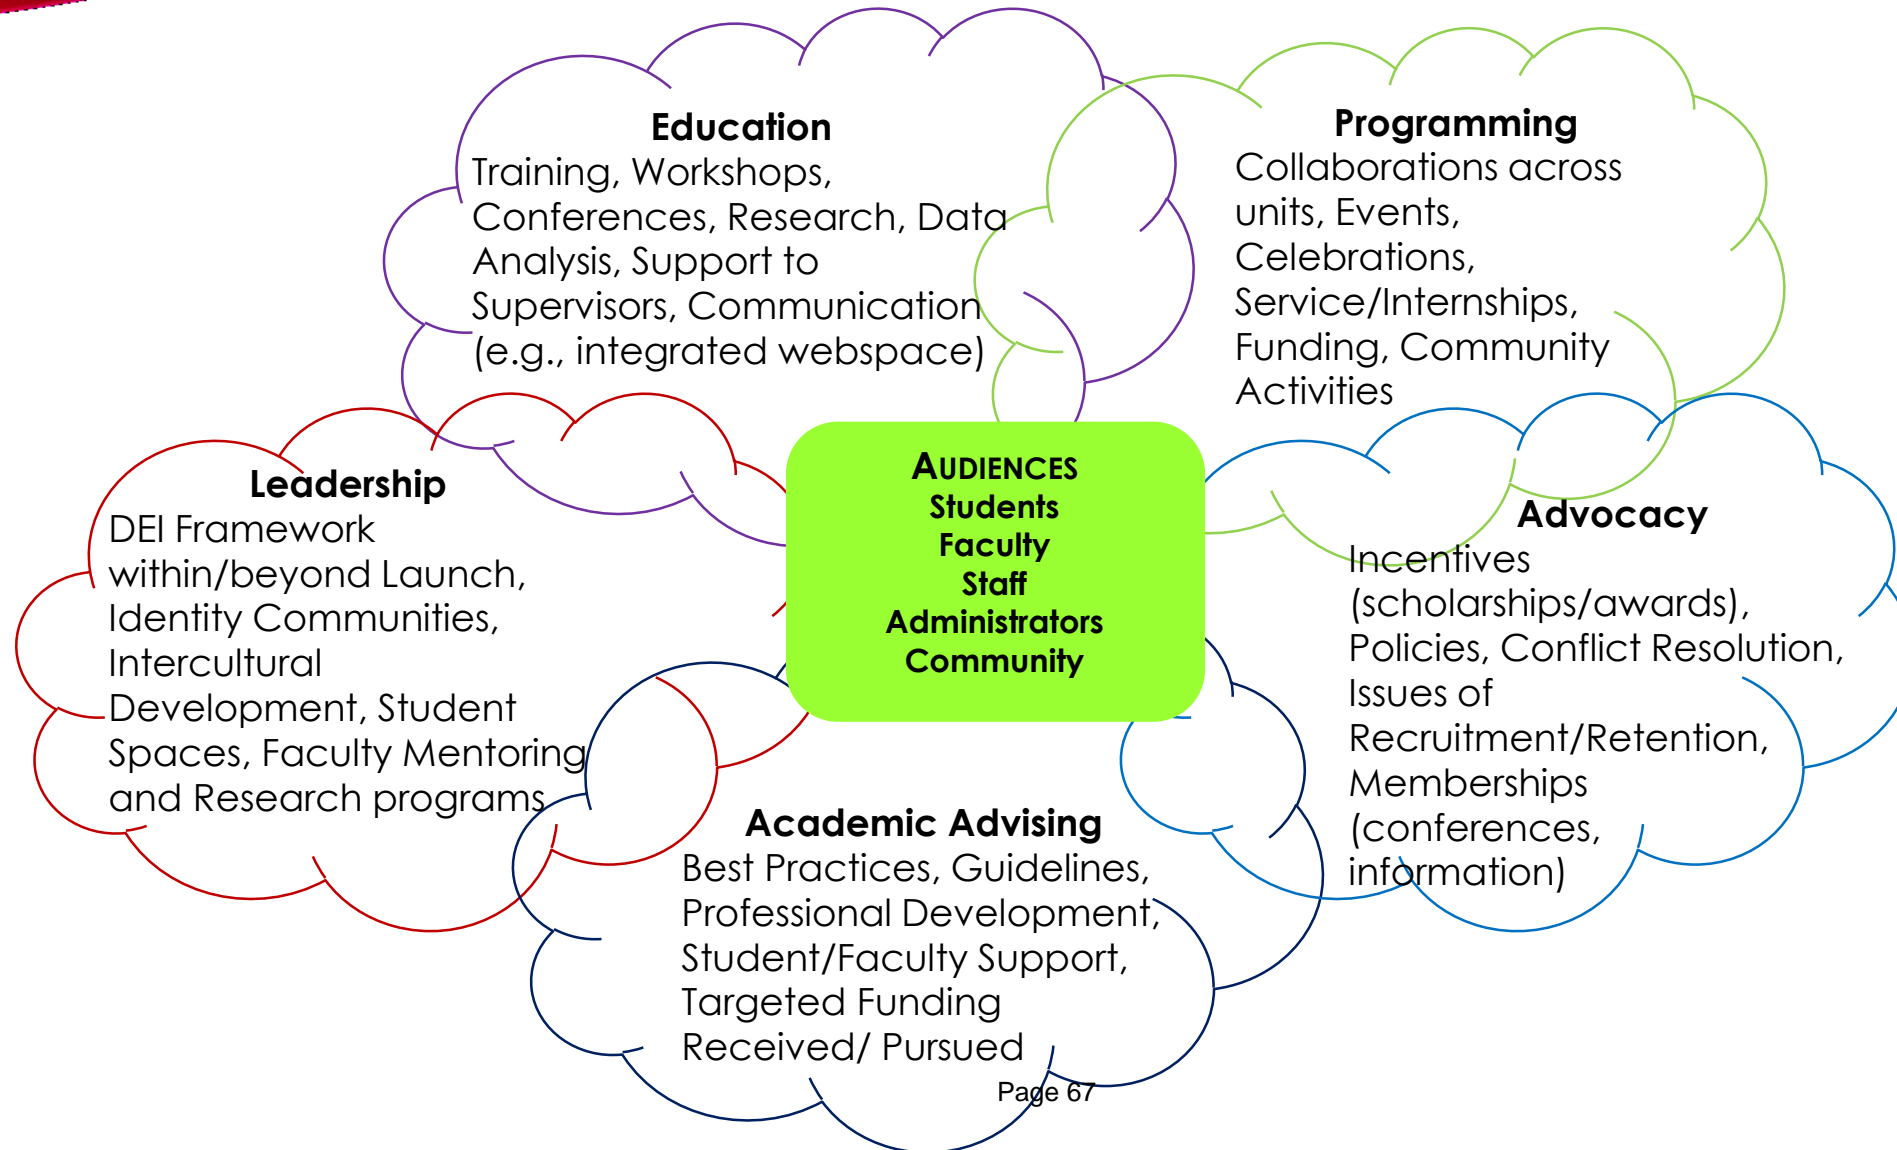 Education
Training, Workshops,
Conferences, Research, Data
Analysis, Support to
Supervisors, Communication
(e.g., integrated webspace)
Programming
Collaborations across
units, Events,
Celebrations,
Service/Internships,
Funding, Community
Activities
Leadership
DEI Framework
within/beyond Launch,
Identity Communities,
Intercultural
Development, Student
Spaces, Faculty Mentoring
and Research programs
AUDIENCES
Students
Faculty
Staff
Administrators
Community
Advocacy
Incentives
(scholarships/awards),
Policies, Conflict Resolution,
Issues of
Recruitment/Retention,
Memberships
(conferences,
information)
Academic Advising
Best Practices, Guidelines,
Professional Development,
Student/Faculty Support,
Targeted Funding
Received/ Pursued
Page 67